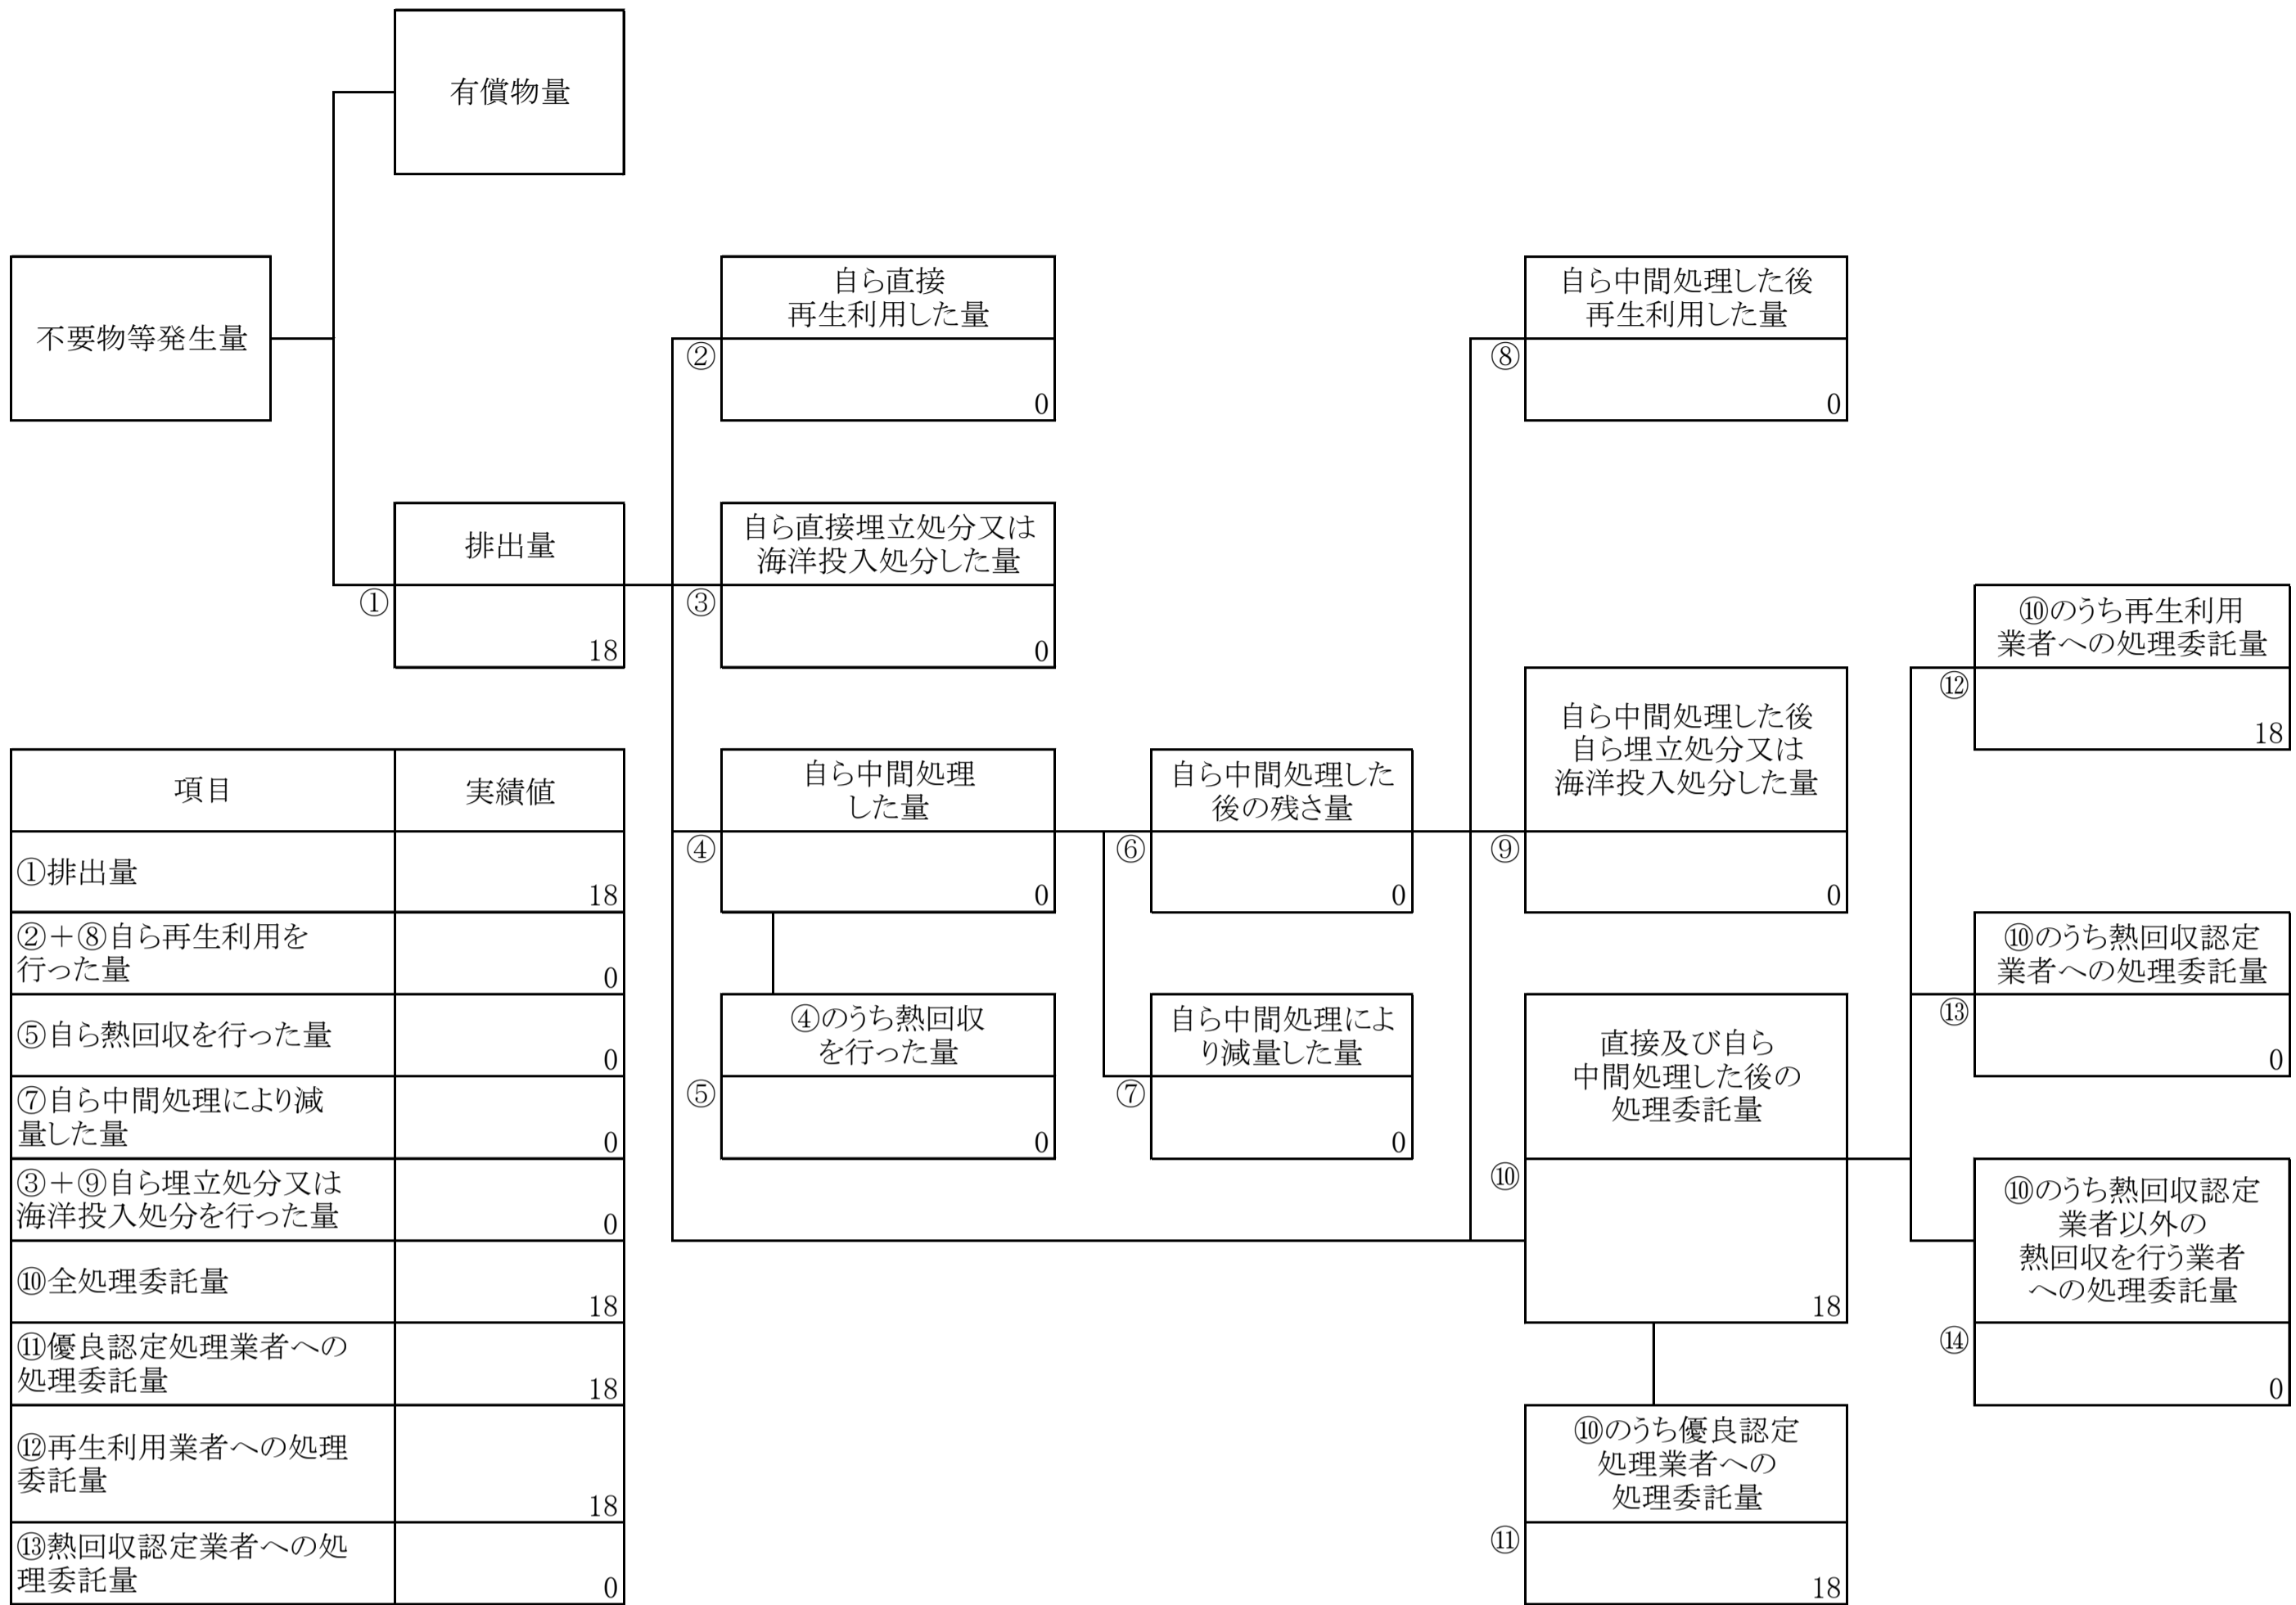 有償物量
不要物等発生量
自ら直接
再生利用した量
②
0
自ら中間処理した後
再生利用した量
⑧
0
排出量
①
18
自ら直接埋立処分又は
海洋投入処分した量
③
0
⑩のうち再生利用
業者への処理委託量
⑫
18
自ら中間処理
した量
④
0
自ら中間処理した
後の残さ量
⑥
0
自ら中間処理した後
自ら埋立処分又は
海洋投入処分した量
⑨
0
⑩のうち熱回収認定
業者への処理委託量
⑬
0
④のうち熱回収
を行った量
⑤
0
自ら中間処理によ
り減量した量
⑦
0
直接及び自ら
中間処理した後の
処理委託量
⑩
18
⑩のうち熱回収認定
業者以外の
熱回収を行う業者
への処理委託量
⑭
0
⑩のうち優良認定
処理業者への
処理委託量
⑪
18
項目 実績値
①排出量
18
②+⑧自ら再生利用を
行った量
0
⑤自ら熱回収を行った量
0
⑦自ら中間処理により減
量した量
0
③+⑨自ら埋立処分又は
海洋投入処分を行った量
0
⑩全処理委託量
18
⑪優良認定処理業者への
処理委託量
18
⑫再生利用業者への処理
委託量
18
⑬熱回収認定業者への処
理委託量
0